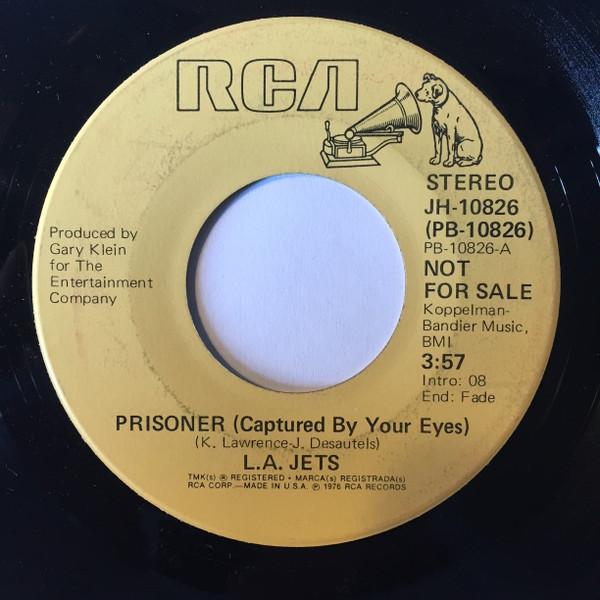 RCA
STEREO
JH-10826
(PB-10826)
PB-10826-A
NOT
FOR SALE
Koppelman-
Bandier Music,
BMI
3:57
Intro: 08
End: Fade
Produced by
Gary Klein
for The
Entertainment
Company
PRISONER (Captured By Your Eyes)
(K. Lawrence-J. Desautels)
L.A. JETS
TMK(s) ® REGISTERED • MARCA(s) REGISTRADA(s)
RCA CORP.—MADE IN U.S.A. ℗ 1976 RCA RECORDS